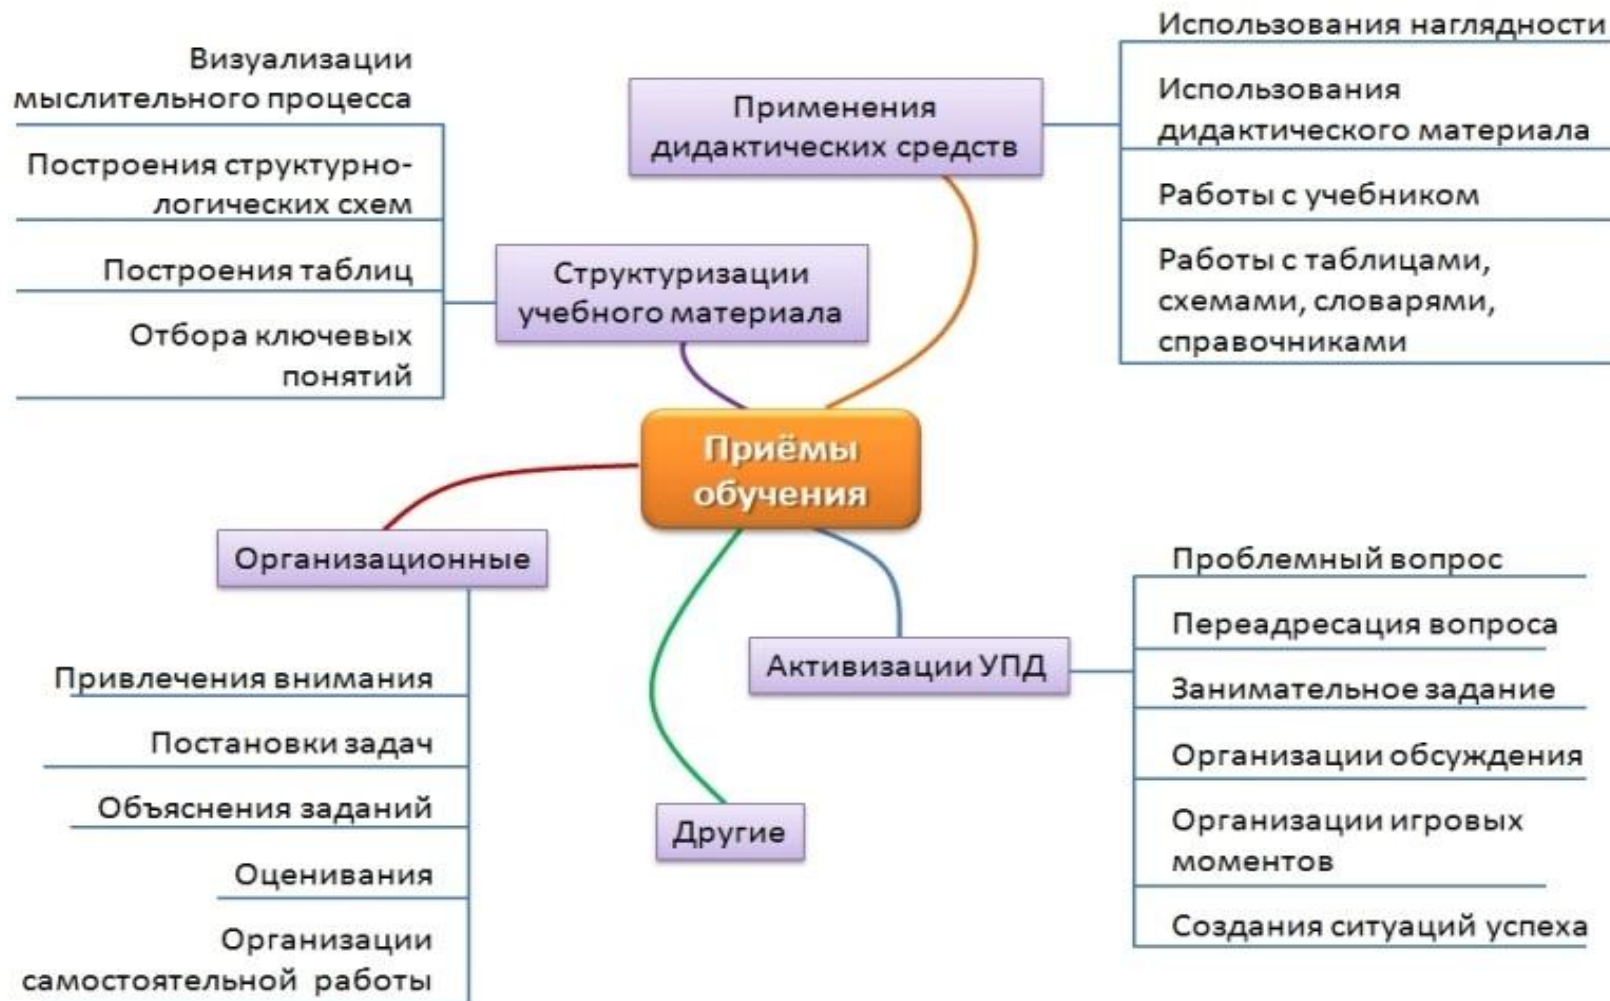 Использования наглядности
Визуализации
мыслительного процесса
Применения
дидактических средств
Использования
дидактического материала
Построения структурно-
логических схем
Работы с учебником
Построения таблиц
Структуризации
учебного материала
Работы с таблицами,
схемами, словарями,
справочниками
Отбора ключевых
понятий
Приёмы
обучения
Организационные
Привлечения внимания
Постановки задач
Объяснения заданий
Оценивания
Организации
самостоятельной работы
Другие
Активизации УПД
Проблемный вопрос
Переадресация вопроса
Занимательное задание
Организации обсуждения
Организации игровых
моментов
Создания ситуаций успеха